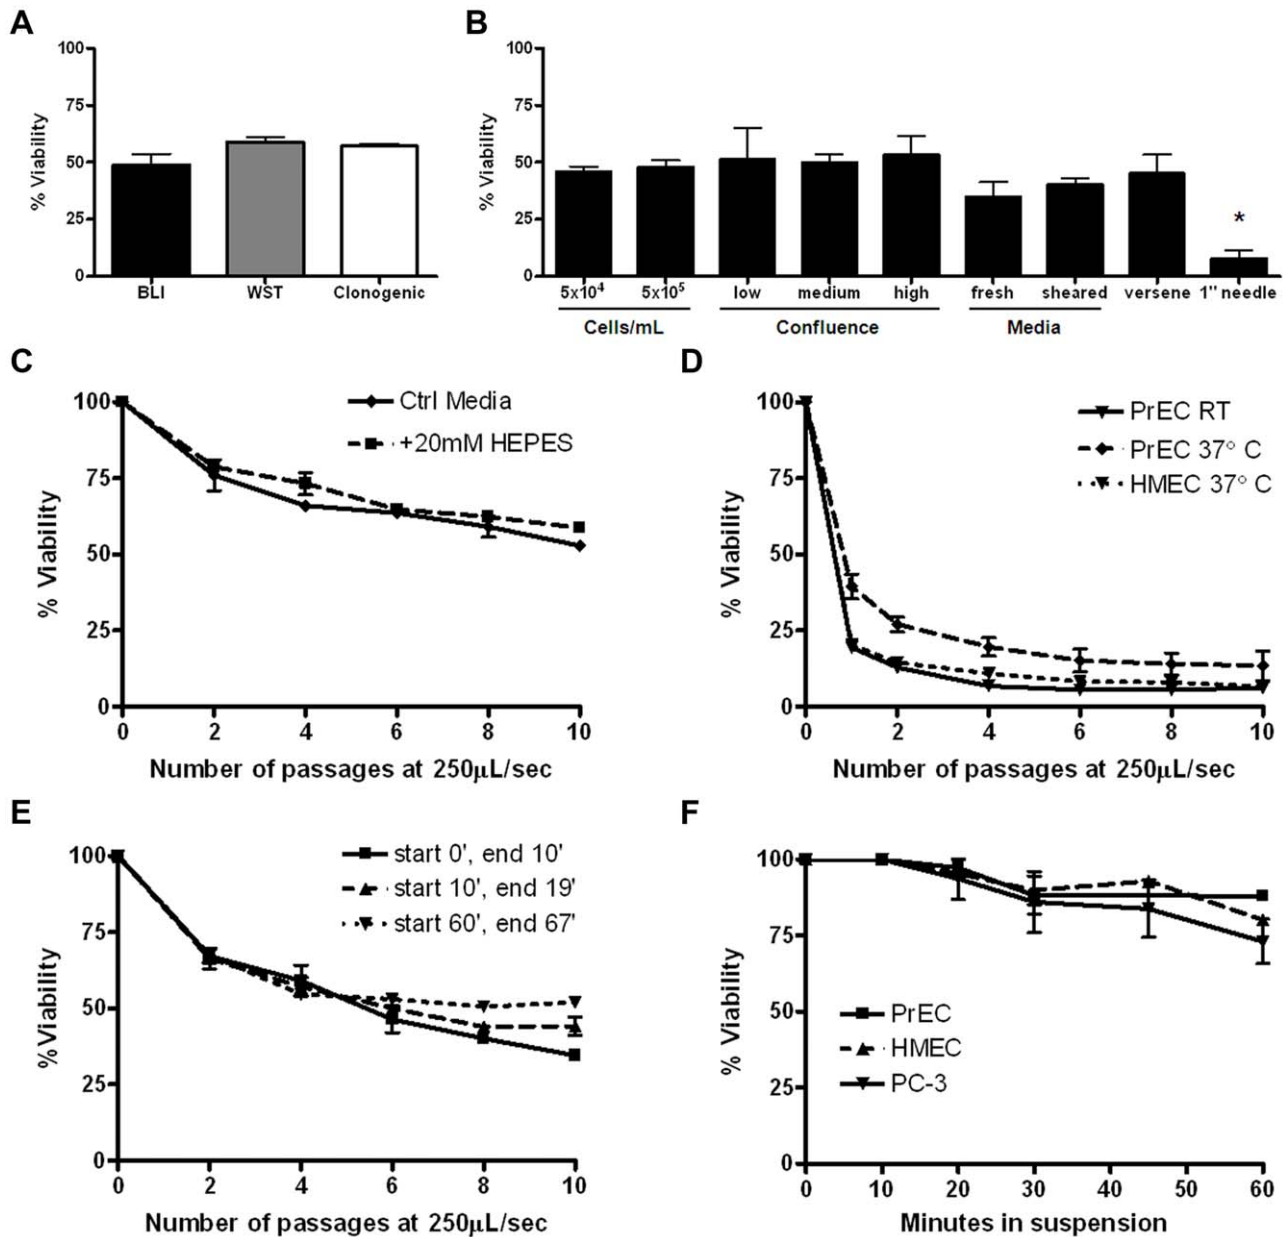 A
% Viability
100
75
50
25
0
BLI WST Clonogenic
B
% Viability
100
75
50
25
0
5x10⁴ 5x10⁵ low medium high fresh sheared versene 1" needle
*
Cells/mL Confluence Media
C
% Viability
100
75
50
25
0
Ctrl Media
+20mM HEPES
0 2 4 6 8 10
Number of passages at 250µL/sec
D
% Viability
100
75
50
25
0
PrEC RT
PrEC 37° C
HMEC 37° C
0 2 4 6 8 10
Number of passages at 250µL/sec
E
%Viability
100
75
50
25
0
start 0', end 10'
start 10', end 19'
start 60', end 67'
0 2 4 6 8 10
Number of passages at 250µL/sec
F
% Viability
100
75
50
25
0
PrEC
HMEC
PC-3
0 10 20 30 40 50 60
Minutes in suspension